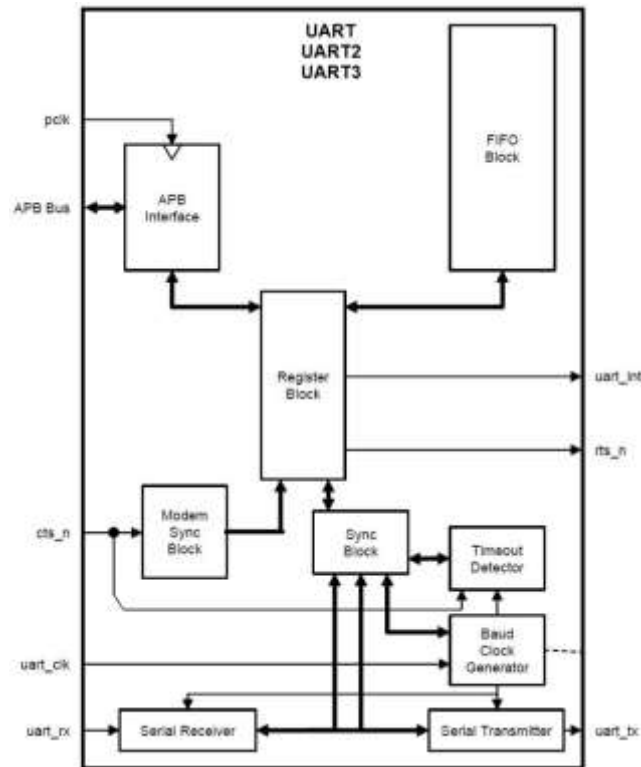 UART
UART2
UART3
FIFO
Block
pclk
APB
Interface
APB Bus
Register
Block
uart_int
rts_n
Modem
Sync
Block
cts_n
Sync
Block
Timeout
Detector
Baud
Clock
Generator
uart_clk
uart_rx
Serial Receiver
Serial Transmitter
uart_tx